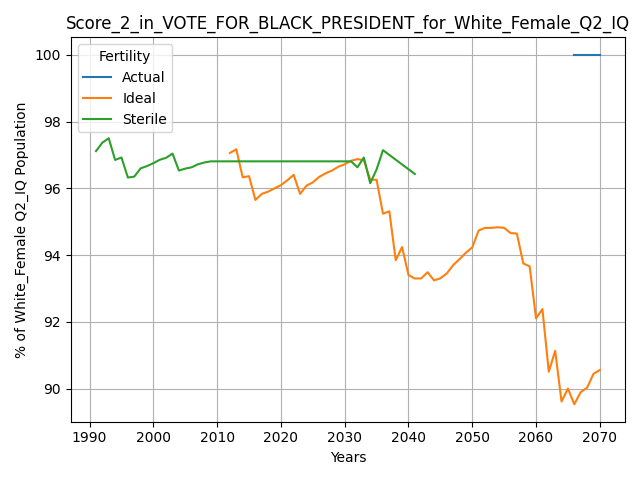 Score_2_in_VOTE_FOR_BLACK_PRESIDENT_for_White_Female_Q2_IQ
% of White_Female Q2_IQ Population
100
98
96
94
92
90
Fertility
Actual
Ideal
Sterile
1990 2000 2010 2020 2030 2040 2050 2060 2070
Years